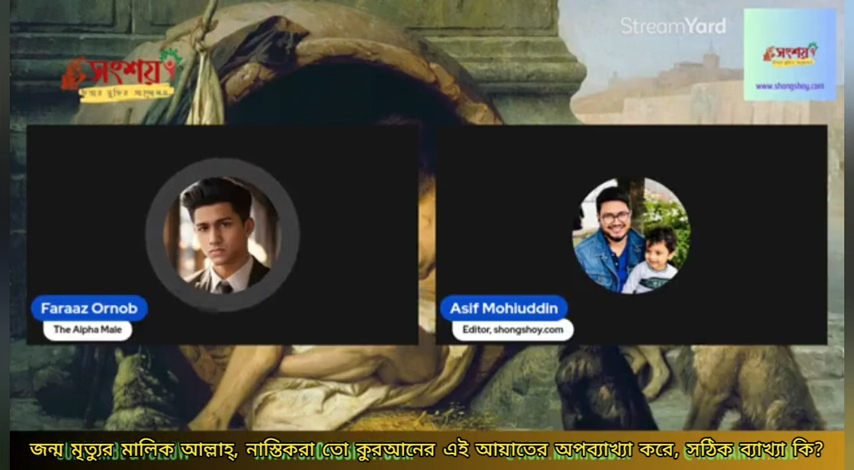 StreamYard
সংশয়
সংশয়
www.shongshoy.com
Faraaz Ornob
The Alpha Male
Asif Mohiuddin
Editor, shongshoy.com
জন্ম মৃত্যুর মালিক আল্লাহ্, নাস্তিকরা তো কুরআনের এই আয়াতের অপব্যাখ্যা করে, সঠিক ব্যাখ্যা কি?